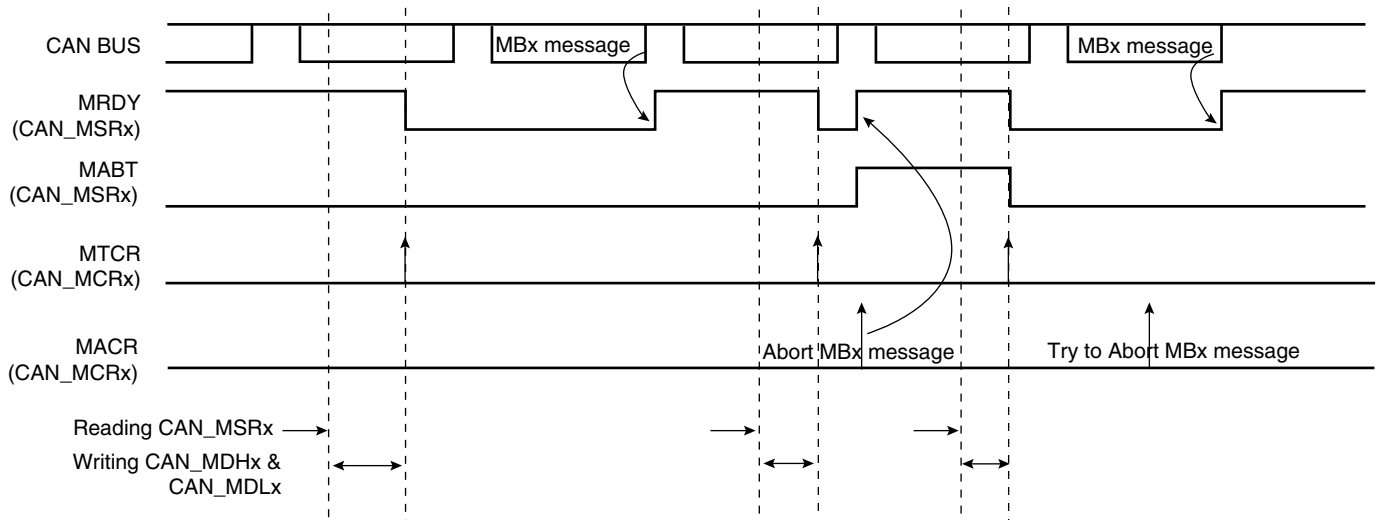 CAN BUS
MBx message
MBx message
MRDY
(CAN_MSRx)
MABT
(CAN_MSRx)
MTCR
(CAN_MCRx)
MACR
(CAN_MCRx)
Abort MBx message
Try to Abort MBx message
Reading CAN_MSRx
Writing CAN_MDHx &
CAN_MDLx